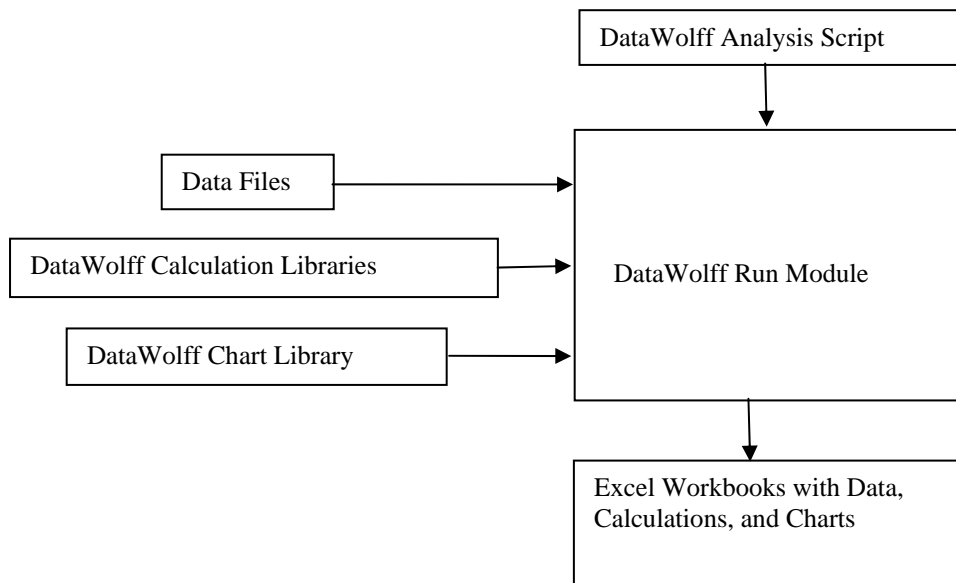 DataWolff Analysis Script
Data Files
DataWolff Calculation Libraries
DataWolff Run Module
DataWolff Chart Library
Excel Workbooks with Data,
Calculations, and Charts